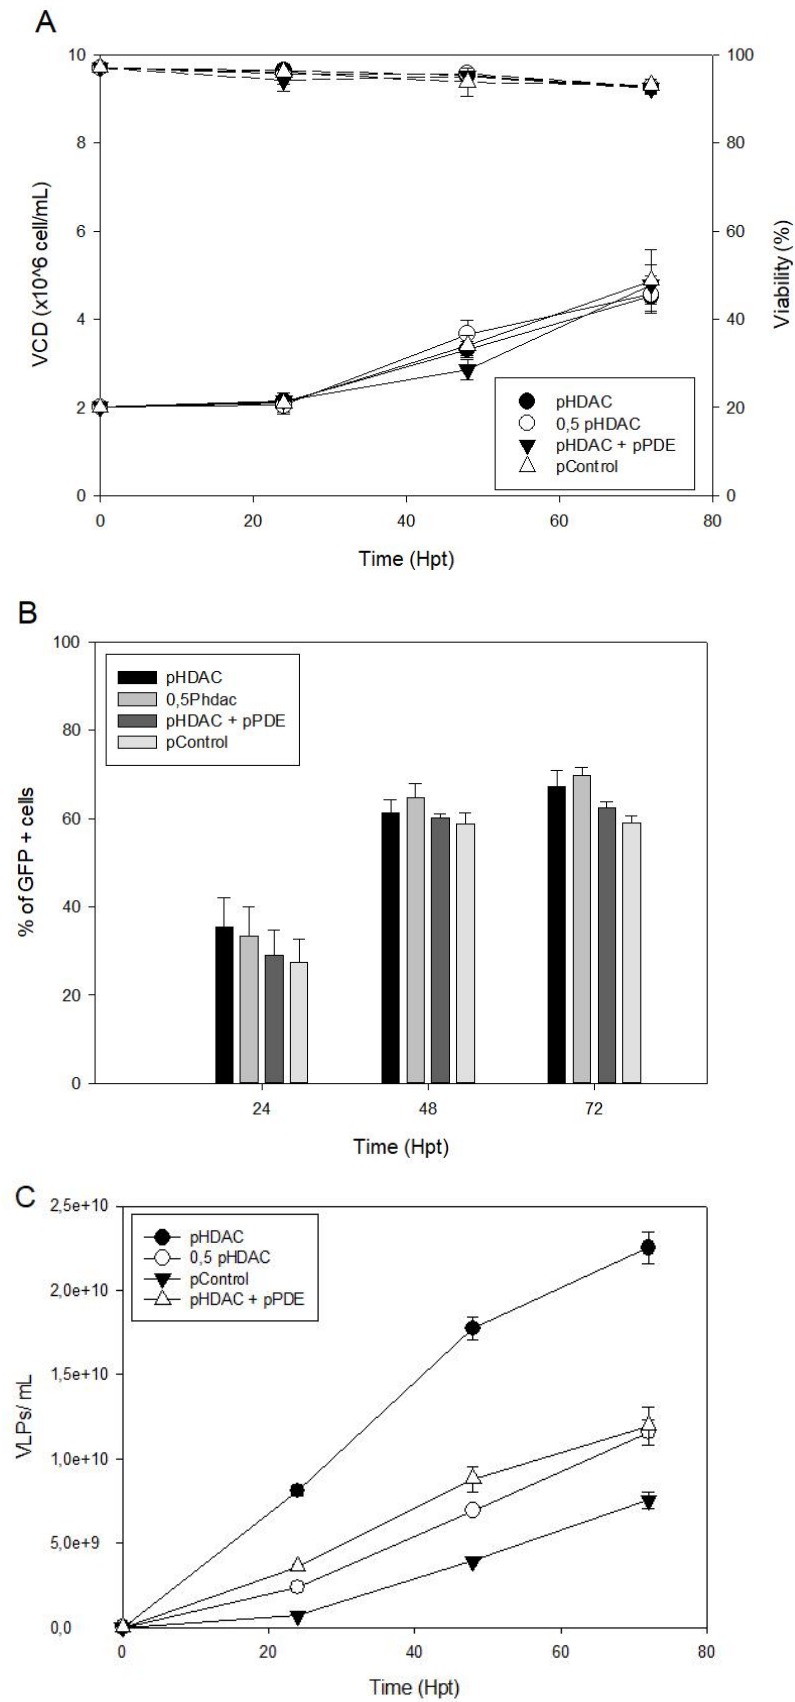 A
10
8
6
4
2
0
VCD (x10^6 cell/mL)
100
80
60
40
20
0
Viability (%)
pHDAC
0,5 pHDAC
pHDAC + pPDE
pControl
0 20 40 60 80
Time (Hpt)
B
100
80
60
40
20
0
% of GFP + cells
pHDAC
0,5Phdac
pHDAC + pPDE
pControl
24 48 72
Time (Hpt)
C
2,5e+10
2,0e+10
1,5e+10
1,0e+10
5,0e+9
0,0
VLPs/ mL
pHDAC
0,5 pHDAC
pControl
pHDAC + pPDE
0 20 40 60 80
Time (Hpt)